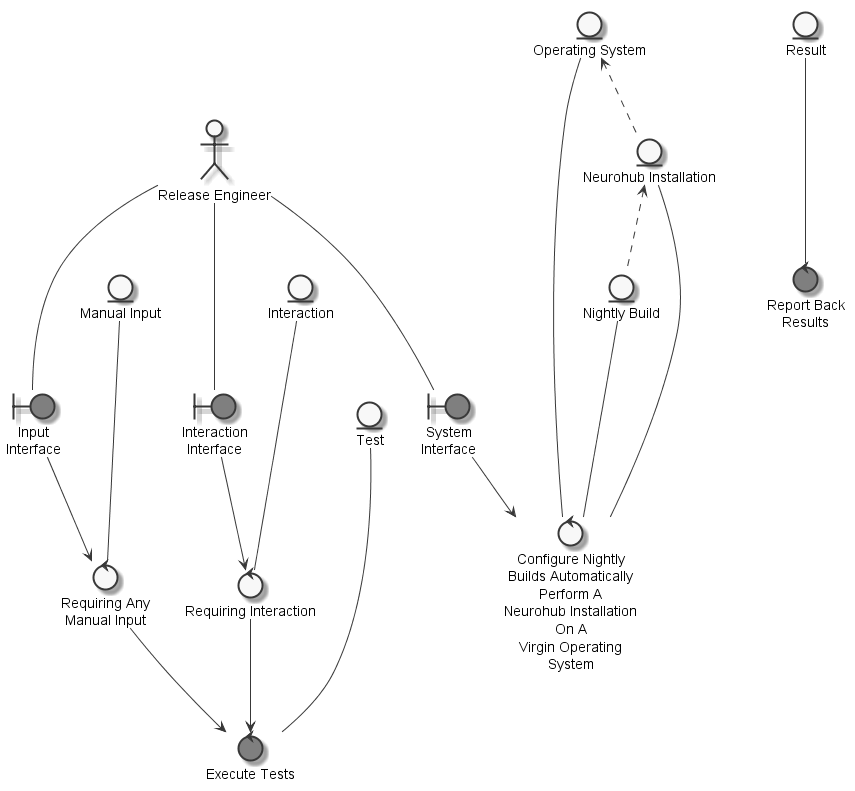 Operating System
Result
Neurohub Installation
Release Engineer
Manual Input
Interaction
Nightly Build
Report Back
Results
Input
Interface
Interaction
Interface
Test
System
Interface
Requiring Any
Manual Input
Requiring Interaction
Configure Nightly
Builds Automatically
Perform A
Neurohub Installation
On A
Virgin Operating
System
Execute Tests